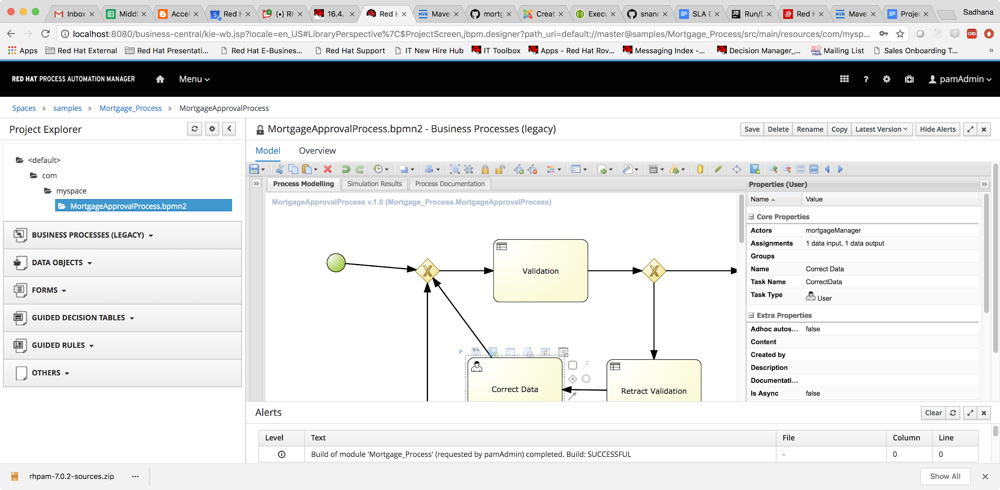 Inbox Middl Accel Red H (•) RH 16.4. Red H Mave mortg Creat Execu snanc SLA D Run/D Red H Mave Projec Sadhana
localhost:8080/business-central/kie-wb.jsp?locale=en_US#LibraryPerspective%7C$ProjectScreen,jbpm.designer?path_uri=default://master@samples/Mortgage_Process/src/main/resources/com/mysp...
Apps Red Hat External Red Hat Presentati... Red Hat E-Busines... Red Hat Support IT New Hire Hub IT Toolbox Apps - Red Hat Rov... Messaging Index -... Decision Manager_... Mailing List Sales Onboarding T... »
RED HAT PROCESS AUTOMATION MANAGER Menu ? pamAdmin
Spaces » samples » Mortgage_Process » MortgageApprovalProcess
Project Explorer
MortgageApprovalProcess.bpmn2 - Business Processes (legacy)
Save Delete Rename Copy Latest Version Hide Alerts
Model Overview
<default>
com
myspace
MortgageApprovalProcess.bpmn2
BUSINESS PROCESSES (LEGACY)
DATA OBJECTS
FORMS
GUIDED DECISION TABLES
GUIDED RULES
OTHERS
Process Modelling Simulation Results Process Documentation
MortgageApprovalProcess v.1.0 (Mortgage_Process.MortgageApprovalProcess)
Validation
Correct Data
Retract Validation
Properties (User)
Name Value
Core Properties
Actors mortgageManager
Assignments 1 data input, 1 data output
Groups
Name Correct Data
Task Name CorrectData
Task Type User
Extra Properties
Adhoc autos... false
Content
Created by
Description
Documentati...
Is Async false
Alerts
Clear
Level Text File Column Line
Build of module 'Mortgage_Process' (requested by pamAdmin) completed. Build: SUCCESSFUL - 0 0
rhpam-7.0.2-sources.zip
Show All